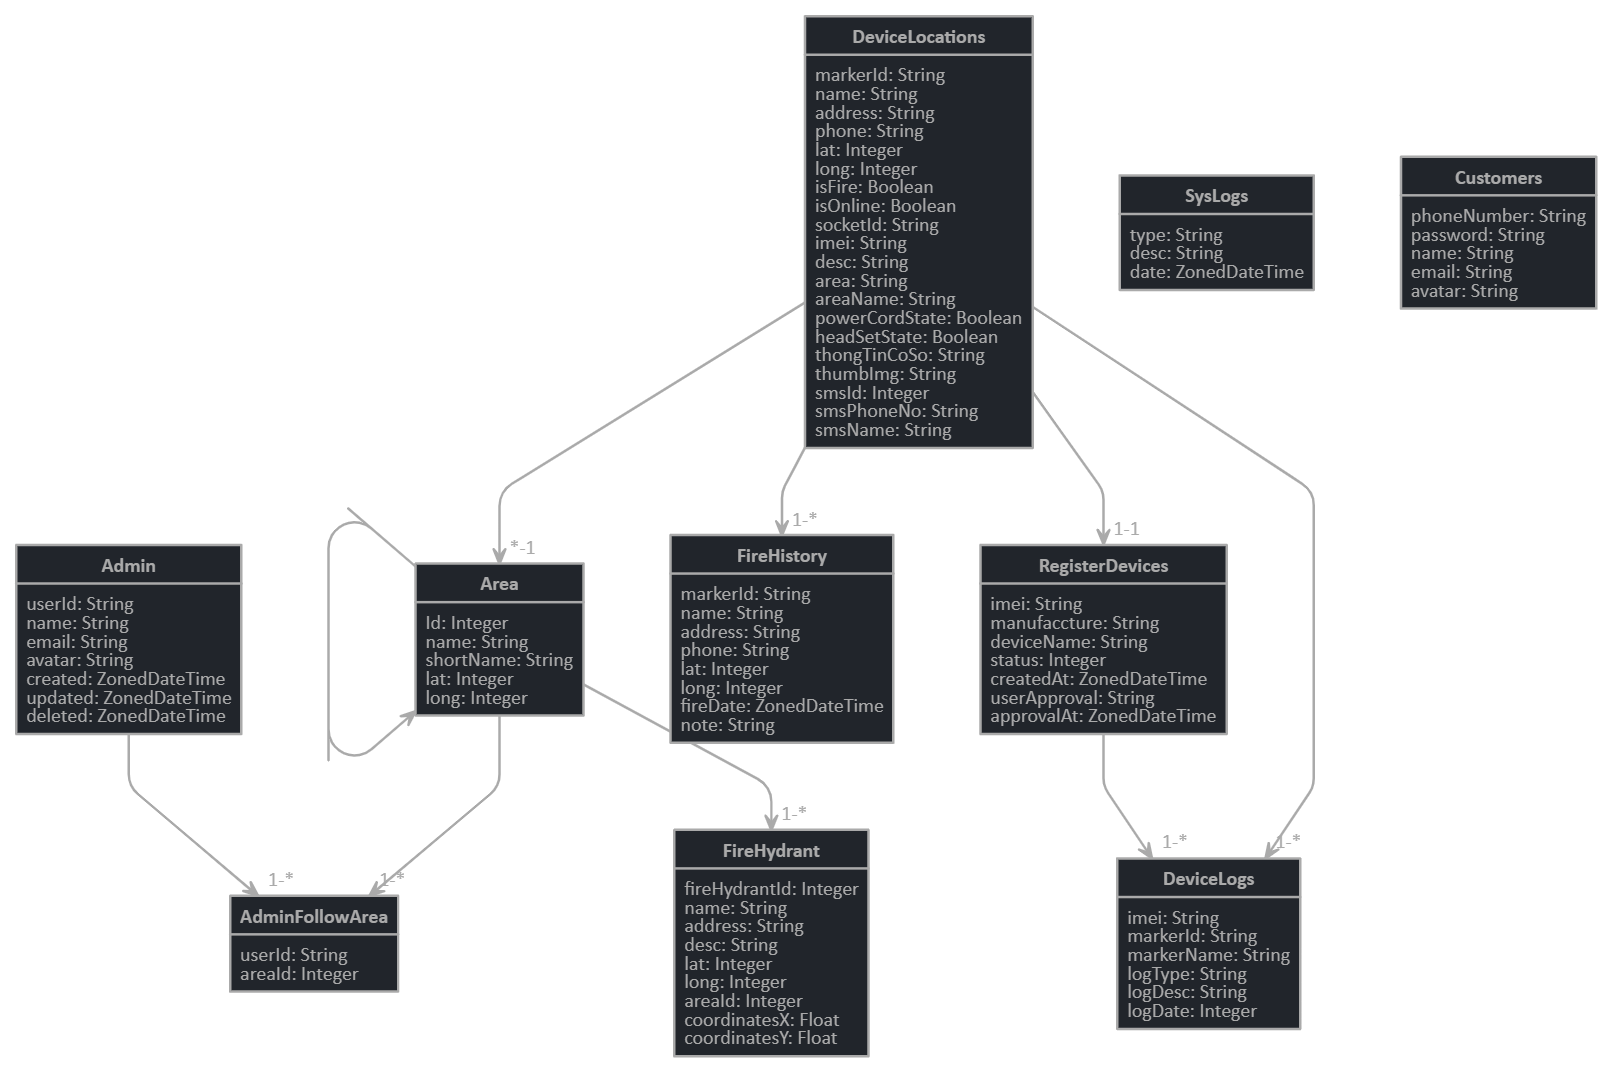 DeviceLocations
markerId: String
name: String
address: String
phone: String
lat: Integer
long: Integer
isFire: Boolean
isOnline: Boolean
socketId: String
imei: String
desc: String
area: String
areaName: String
powerCordState: Boolean
headSetState: Boolean
thongTinCoSo: String
thumbImg: String
smsId: Integer
smsPhoneNo: String
smsName: String
SysLogs
type: String
desc: String
date: ZonedDateTime
Customers
phoneNumber: String
password: String
name: String
email: String
avatar: String
*-1
1-*
1-1
Admin
userId: String
name: String
email: String
avatar: String
created: ZonedDateTime
updated: ZonedDateTime
deleted: ZonedDateTime
Area
Id: Integer
name: String
shortName: String
lat: Integer
long: Integer
FireHistory
markerId: String
name: String
address: String
phone: String
lat: Integer
long: Integer
fireDate: ZonedDateTime
note: String
RegisterDevices
imei: String
manufaccture: String
deviceName: String
status: Integer
createdAt: ZonedDateTime
userApproval: String
approvalAt: ZonedDateTime
1-*
1-*
1-*
1-*
1-*
AdminFollowArea
userId: String
areaId: Integer
FireHydrant
fireHydrantId: Integer
name: String
address: String
desc: String
lat: Integer
long: Integer
areaId: Integer
coordinatesX: Float
coordinatesY: Float
DeviceLogs
imei: String
markerId: String
markerName: String
logType: String
logDesc: String
logDate: Integer